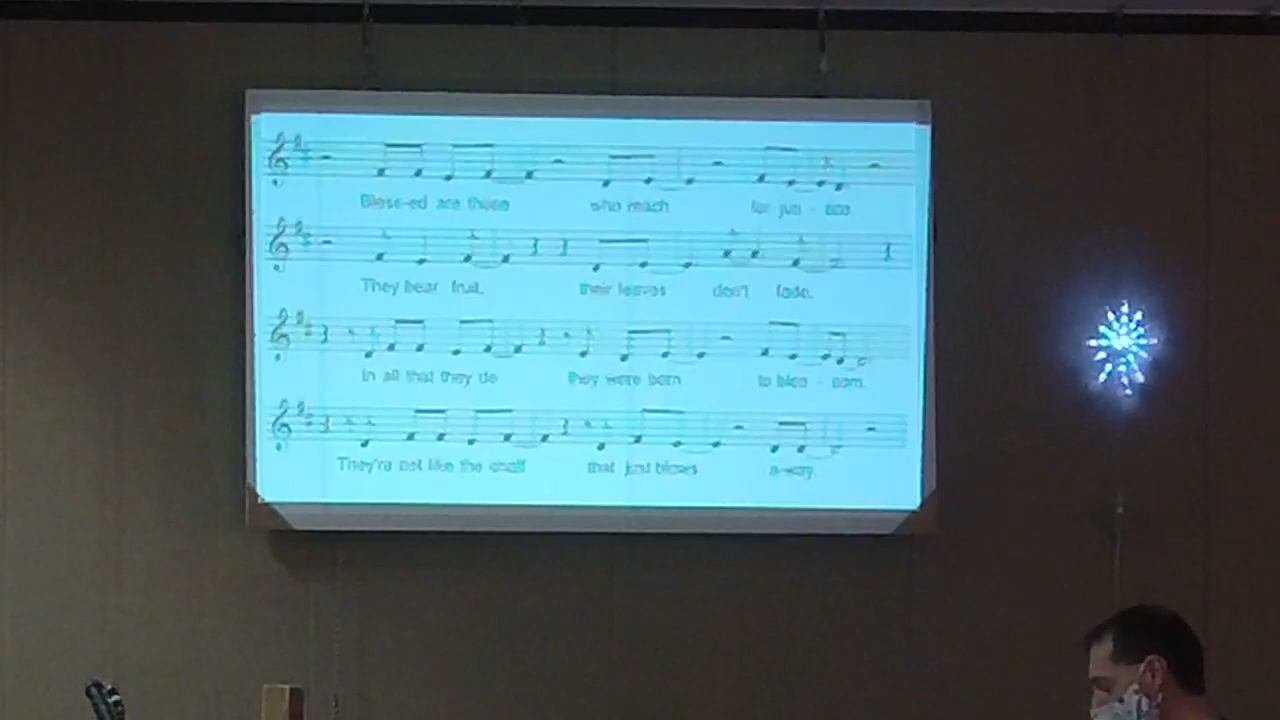 Bless-ed are those who reach for jus - tice
They bear fruit, their leaves don't fade.
In all that they do they were born to blos - som.
They're not like the chaff that just blows a-way.